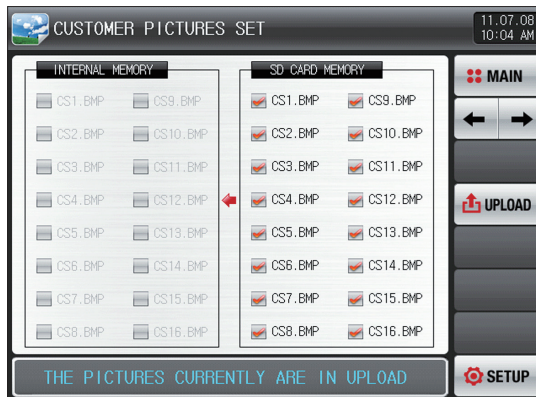 CUSTOMER PICTURES SET
11.07.08
10:04 AM
INTERNAL MEMORY
SD CARD MEMORY
MAIN
CS1.BMP CS9.BMP CS1.BMP CS9.BMP
CS2.BMP CS10.BMP CS2.BMP CS10.BMP
CS3.BMP CS11.BMP CS3.BMP CS11.BMP
CS4.BMP CS12.BMP CS4.BMP CS12.BMP
UPLOAD
CS5.BMP CS13.BMP CS5.BMP CS13.BMP
CS6.BMP CS14.BMP CS6.BMP CS14.BMP
CS7.BMP CS15.BMP CS7.BMP CS15.BMP
CS8.BMP CS16.BMP CS8.BMP CS16.BMP
THE PICTURES CURRENTLY ARE IN UPLOAD
SETUP